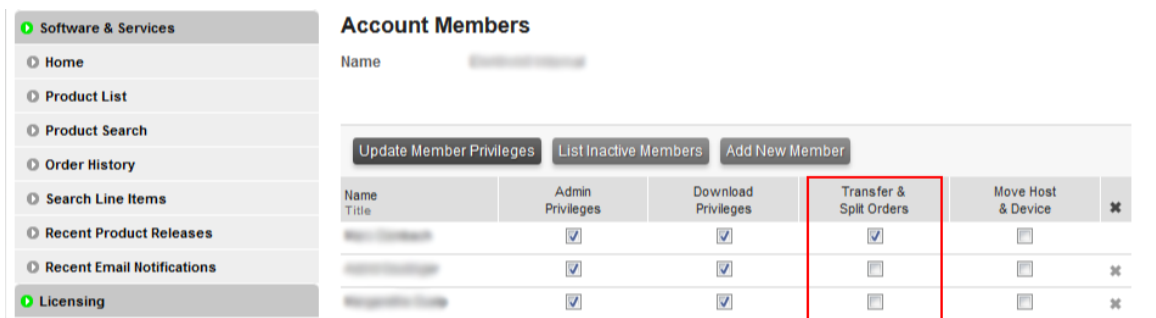 Software & Services
Home
Product List
Product Search
Order History
Search Line Items
Recent Product Releases
Recent Email Notifications
Licensing
Account Members
Name
Update Member Privileges List Inactive Members Add New Member
Name Admin Download Transfer & Move Host
Title Privileges Privileges Split Orders & Device